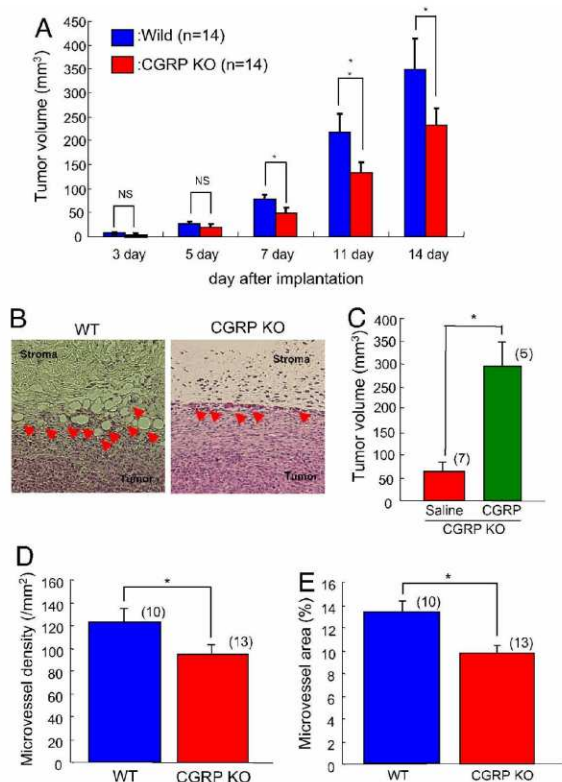 A
Tumor volume (mm³)
450
400
350
300
250
200
150
100
50
0
:Wild (n=14)
:CGRP KO (n=14)
NS
NS
*
*
*
*
3 day
5 day
7 day
11 day
14 day
day after implantation
B
WT
CGRP KO
Stroma
Tumor
Stroma
Tumor
C
Tumor volume (mm³)
400
350
300
250
200
150
100
50
0
*
(7)
(5)
Saline
CGRP
CGRP KO
D
Microvessel density (/mm2)
160
140
120
100
80
60
40
20
0
*
(10)
(13)
WT
CGRP KO
E
Microvessel area (%)
16
14
12
10
8
6
4
2
0
*
(10)
(13)
WT
CGRP KO